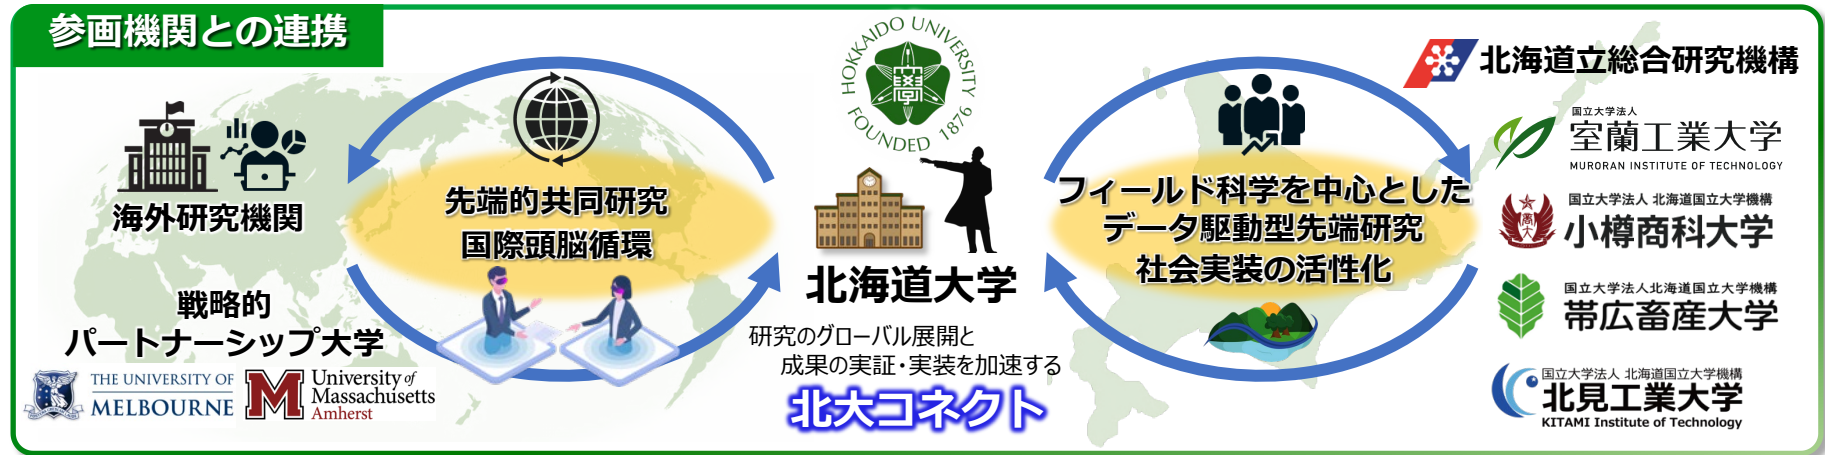 参画機関との連携
海外研究機関
戦略的
パートナーシップ大学
THE UNIVERSITY OF
MELBOURNE
M
University of
Massachusetts
Amherst
先端的共同研究
国際頭脳循環
HOKKAIDO UNIVERSITY
FOUNDED 1876
北海道大学
研究のグローバル展開と
成果の実証・実装を加速する
北大コネクト
フィールド科学を中心とした
データ駆動型先端研究
社会実装の活性化
北海道立総合研究機構
国立大学法人
室蘭工業大学
MURORAN INSTITUTE OF TECHNOLOGY
国立大学法人 北海道国立大学機構
小樽商科大学
国立大学法人北海道国立大学機構
帯広畜産大学
国立大学法人 北海道国立大学機構
北見工業大学
KITAMI Institute of Technology